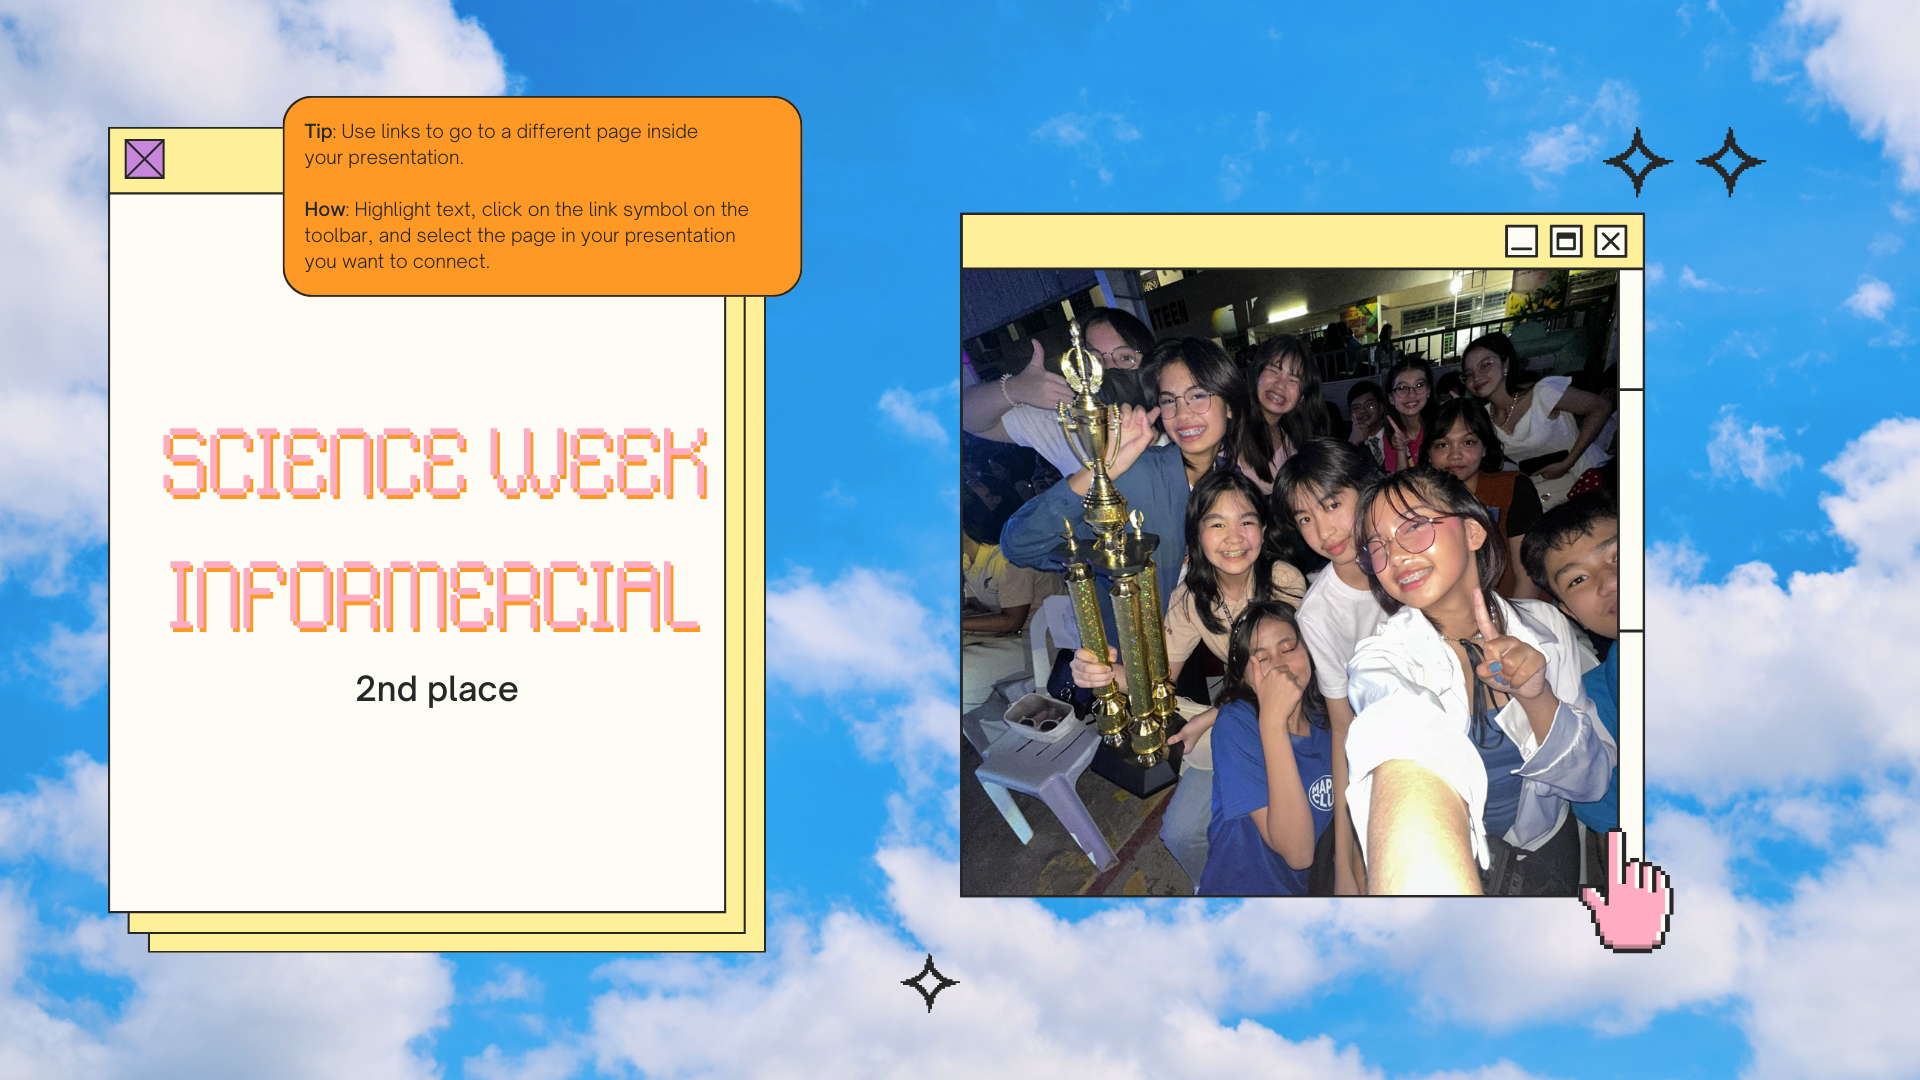 Tip: Use links to go to a different page inside
your presentation.
How: Highlight text, click on the link symbol on the
toolbar, and select the page in your presentation
you want to connect.
SCIENCE WEEK
INFORMERCIAL
2nd place